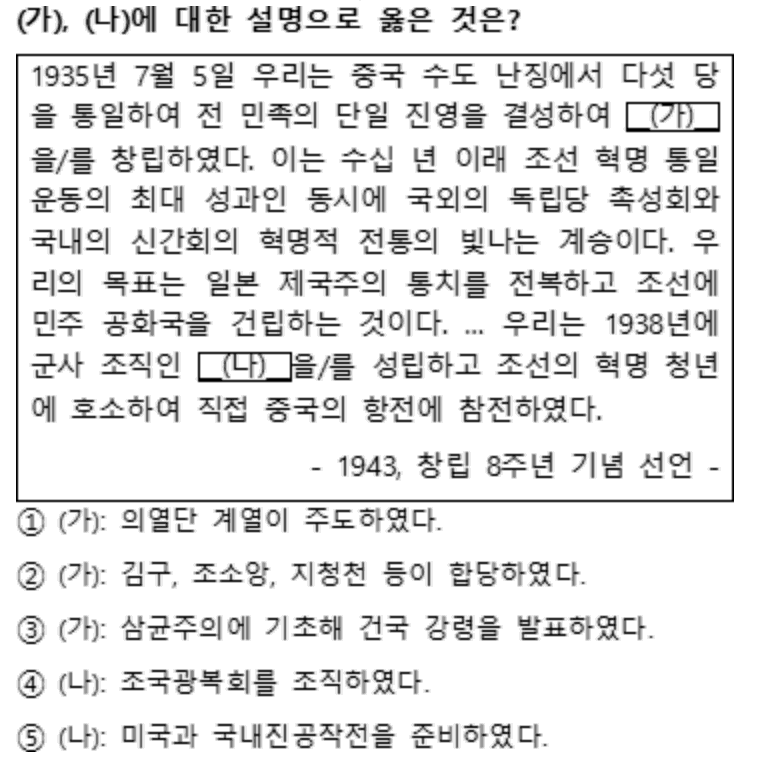 (가), (나)에 대한 설명으로 옳은 것은?
1935년 7월 5일 우리는 중국 수도 난징에서 다섯 당
을 통일하여 전 민족의 단일 진영을 결성하여 (가)
을/를 창립하였다. 이는 수십 년 이래 조선 혁명 통일
운동의 최대 성과인 동시에 국외의 독립당 촉성회와
국내의 신간회의 혁명적 전통의 빛나는 계승이다. 우
리의 목표는 일본 제국주의 통치를 전복하고 조선에
민주 공화국을 건립하는 것이다. ... 우리는 1938년에
군사 조직인 (나) 을/를 성립하고 조선의 혁명 청년
에 호소하여 직접 중국의 항전에 참전하였다.
- 1943, 창립 8주년 기념 선언 -
① (가): 의열단 계열이 주도하였다.
② (가): 김구, 조소앙, 지청천 등이 합당하였다.
③ (가): 삼균주의에 기초해 건국 강령을 발표하였다.
④ (나): 조국광복회를 조직하였다.
⑤ (나): 미국과 국내진공작전을 준비하였다.